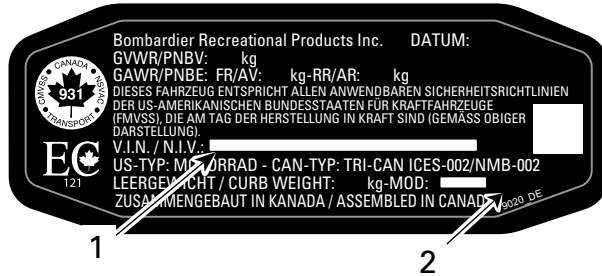 Bombardier Recreational Products Inc. DATUM:
GVWR/PNBV: kg
GAWR/PNBE: FR/AV: kg-RR/AR: kg
DIESES FAHRZEUG ENTSPRICHT ALLEN ANWENDBAREN SICHERHEITSRICHTLINIEN
DER US-AMERIKANISCHEN BUNDESSTAATEN FÜR KRAFTFAHRZEUGE
(FMVSS), DIE AM TAG DER HERSTELLUNG IN KRAFT SIND (GEMÄSS OBIGER
DARSTELLUNG).
V.I.N. / N.I.V.:
US-TYP: MOTORRAD - CAN-TYP: TRI-CAN ICES-002/NMB-002
LEERGEWICHT / CURB WEIGHT: kg-MOD:
ZUSAMMENGEBAUT IN KANADA / ASSEMBLED IN CANADA
9020_DE
CMVSS • CANADA • NSVAC
931
TRANSPORT
EC
121
1
2